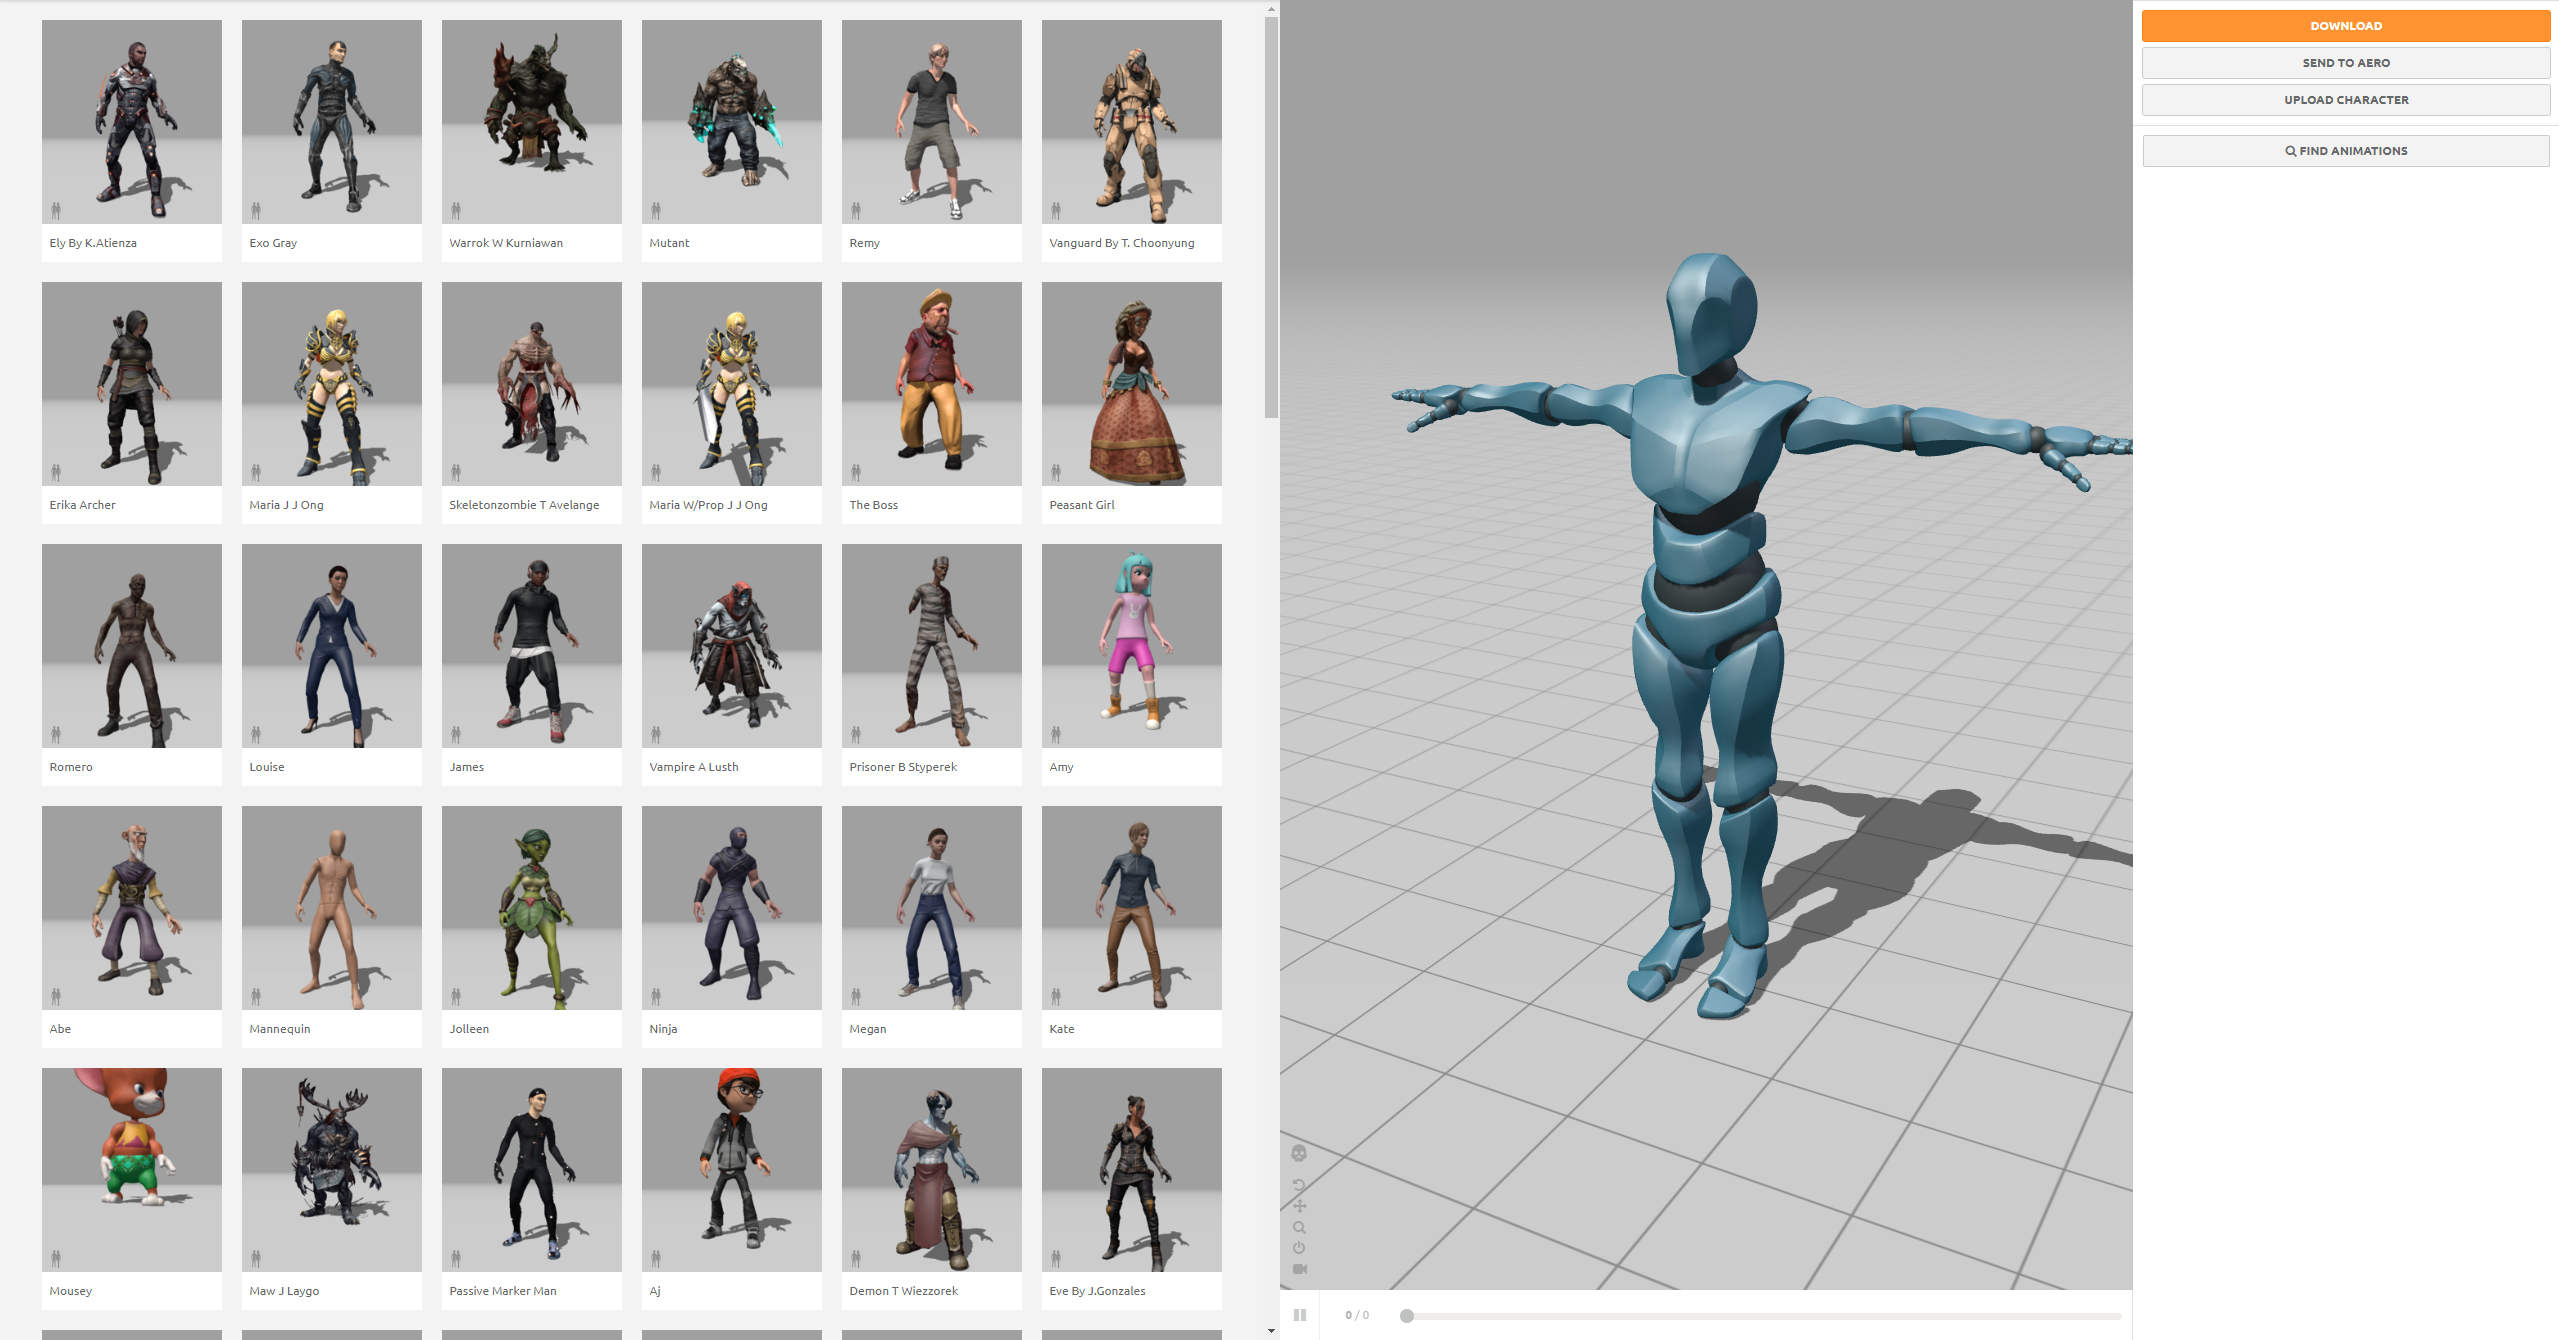 Ely By K.Atienza
Exo Gray
Warrok W Kurniawan
Mutant
Remy
Vanguard By T. Choonyung
Erika Archer
Maria J J Ong
Skeletonzombie T Avelange
Maria W/Prop J J Ong
The Boss
Peasant Girl
Romero
Louise
James
Vampire A Lusth
Prisoner B Styperek
Amy
Abe
Mannequin
Jolleen
Ninja
Megan
Kate
Mousey
Maw J Laygo
Passive Marker Man
Aj
Demon T Wiezzorek
Eve By J.Gonzales
0 / 0
DOWNLOAD
SEND TO AERO
UPLOAD CHARACTER
FIND ANIMATIONS